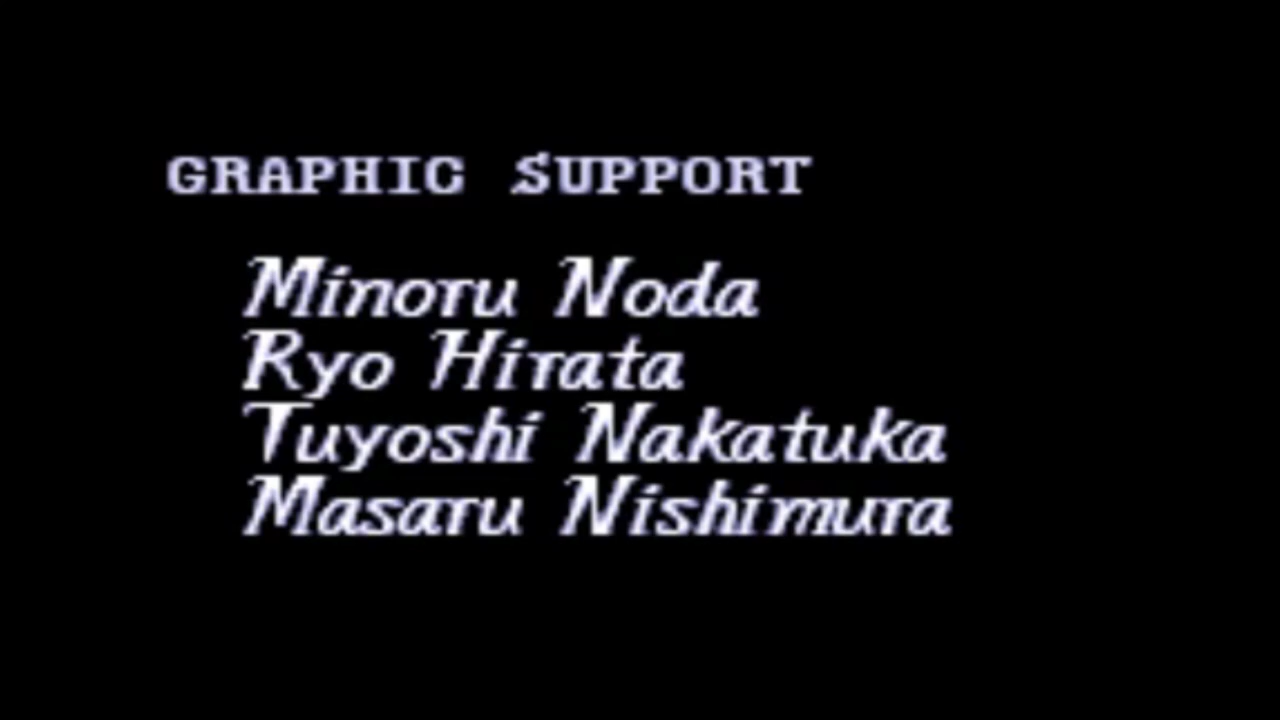 GRAPHIC SUPPORT
Minoru Noda
Ryo Hirata
Tuyoshi Nakatuka
Masaru Nishimura